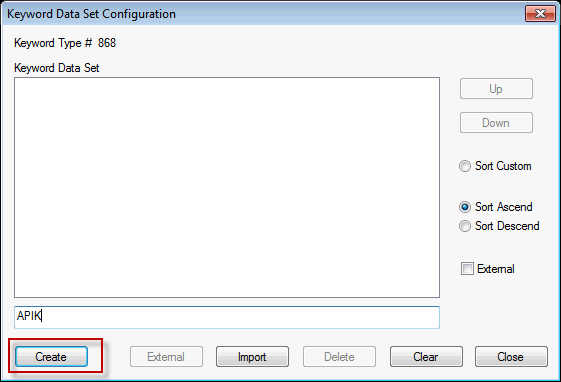 Keyword Data Set Configuration
Keyword Type # 868
Keyword Data Set
Up
Down
Sort Custom
Sort Ascend
Sort Descend
External
APIK
Create External Import Delete Clear Close